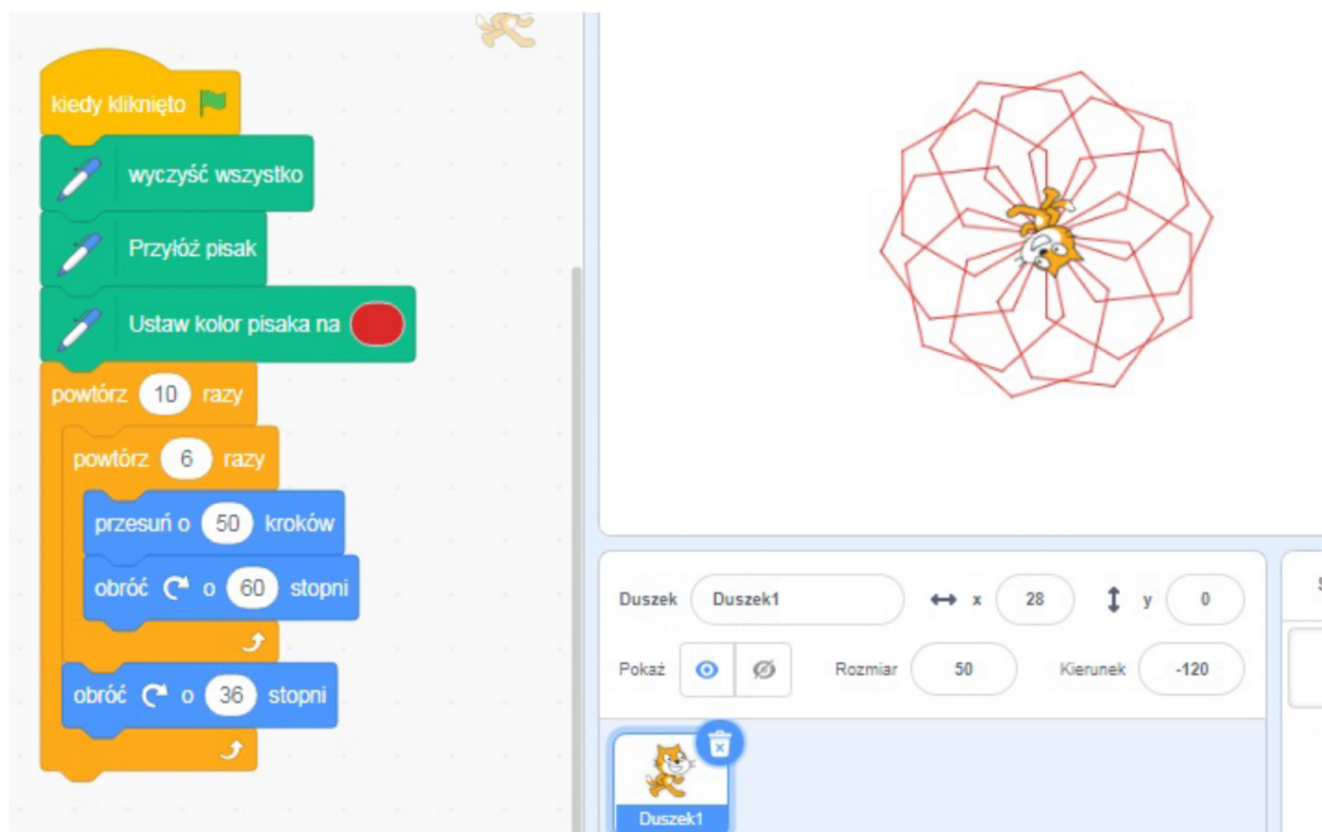 kiedy kliknięto
wyczyść wszystko
Przyłóż pisak
Ustaw kolor pisaka na
powtórz 10 razy
powtórz 6 razy
przesuń o 50 kroków
obróć o 60 stopni
obróć o 36 stopni
Duszek Duszek1 x 28 y 0
Pokaż Rozmiar 50 Kierunek -120
Duszek1